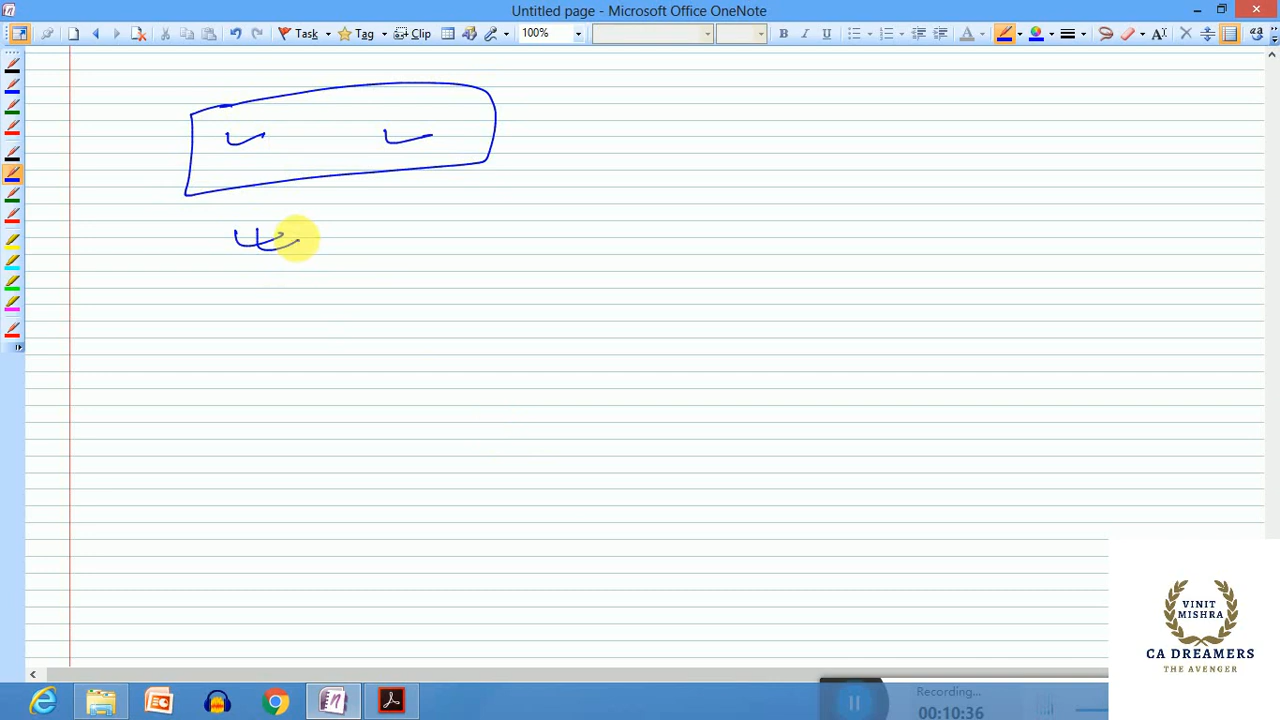 Untitled page - Microsoft Office OneNote
Task Tag Clip 100% B I U A
VINIT
MISHRA
CA DREAMERS
THE AVENGER
Recording...
00:10:36